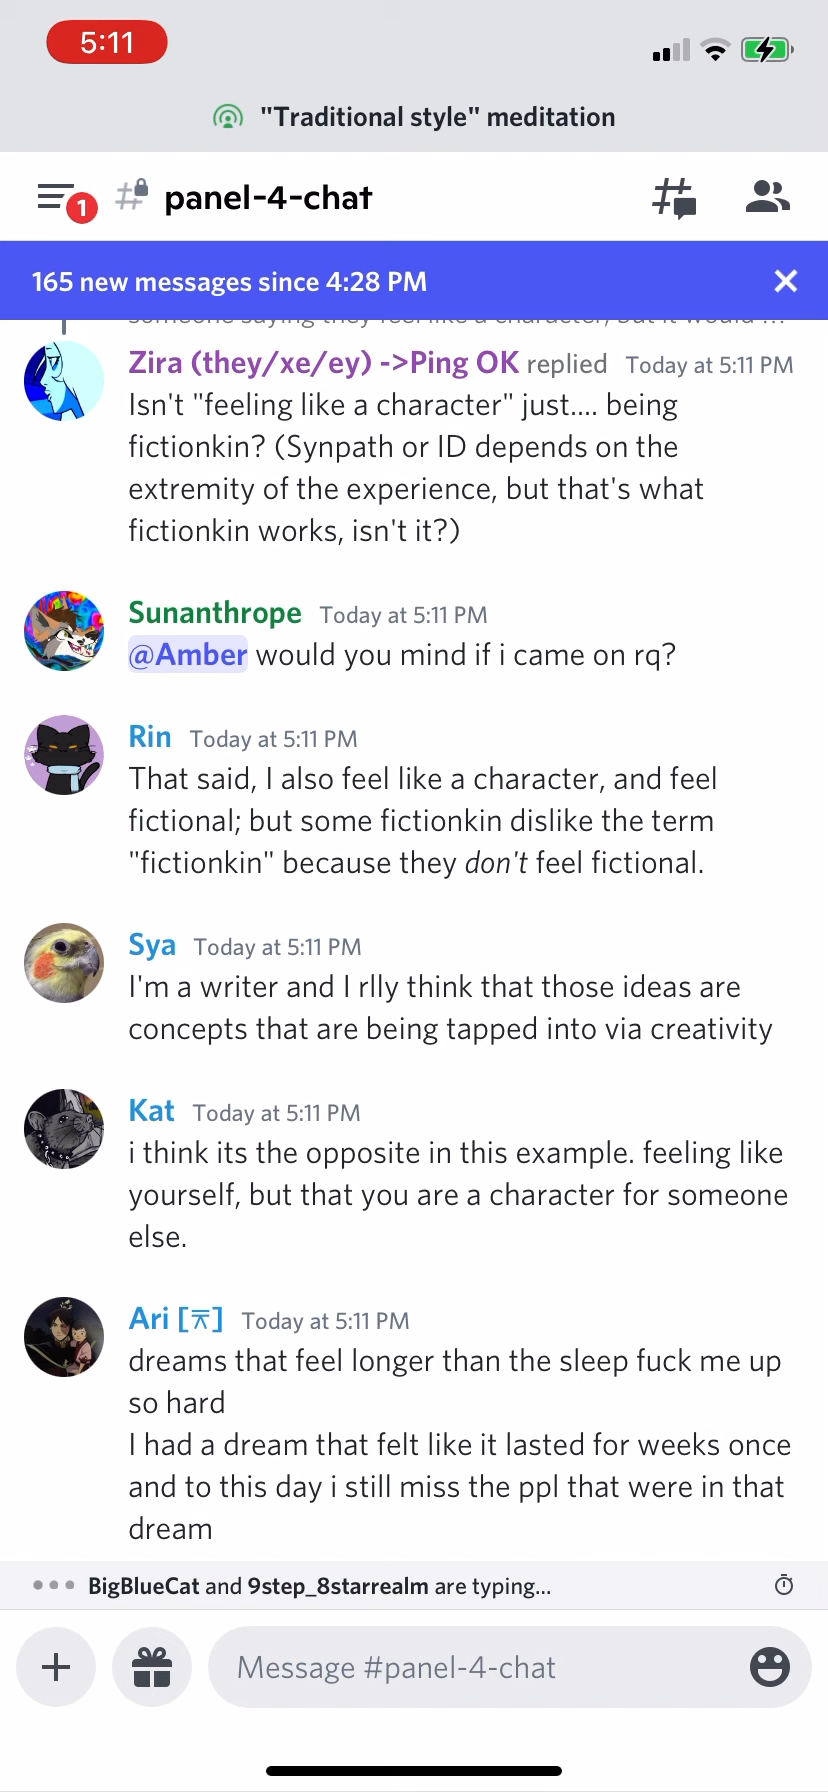 5:11
"Traditional style" meditation
1
panel-4-chat
165 new messages since 4:28 PM
someone saying they feel like a character, but it would ...
Zira (they/xe/ey) ->Ping OK replied Today at 5:11 PM
Isn't "feeling like a character" just.... being
fictionkin? (Synpath or ID depends on the
extremity of the experience, but that's what
fictionkin works, isn't it?)
Sunanthrope Today at 5:11 PM
@Amber would you mind if i came on rq?
Rin Today at 5:11 PM
That said, I also feel like a character, and feel
fictional; but some fictionkin dislike the term
"fictionkin" because they don't feel fictional.
Sya Today at 5:11 PM
I'm a writer and I rlly think that those ideas are
concepts that are being tapped into via creativity
Kat Today at 5:11 PM
i think its the opposite in this example. feeling like
yourself, but that you are a character for someone
else.
Ari [⚻] Today at 5:11 PM
dreams that feel longer than the sleep fuck me up
so hard
I had a dream that felt like it lasted for weeks once
and to this day i still miss the ppl that were in that
dream
BigBlueCat and 9step_8starrealm are typing...
Message #panel-4-chat